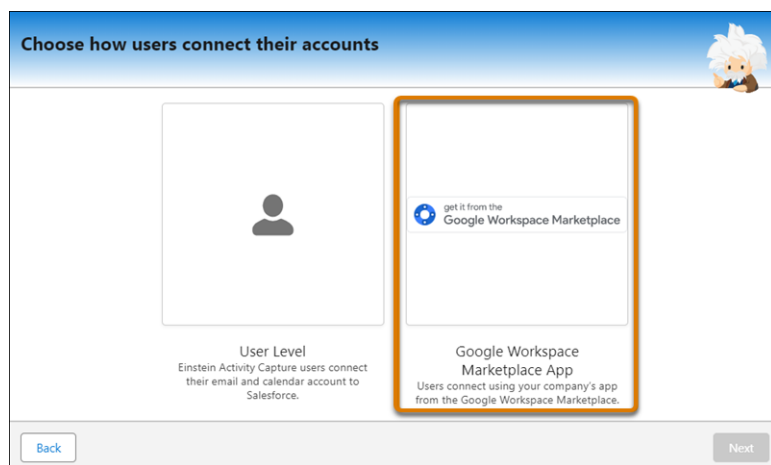 Choose how users connect their accounts
get it from the
Google Workspace Marketplace
User Level
Einstein Activity Capture users connect
their email and calendar account to
Salesforce.
Google Workspace
Marketplace App
Users connect using your company's app
from the Google Workspace Marketplace.
Back
Next